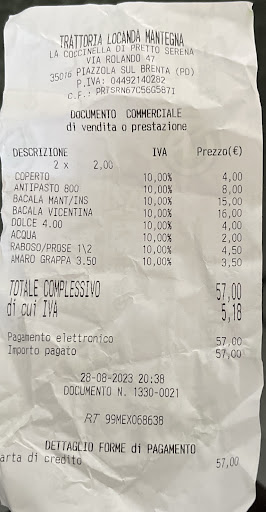 TRATTORIA LOCANDA MANTEGNA
LA COCCINELLA DI PRETTO SERENA
VIA ROLANDO 47
35016 PIAZZOLA SUL BRENTA (PD)
P.IVA: 04492140282
C.F.: PRTSRN67C56G5871
DOCUMENTO COMMERCIALE
di vendita o prestazione
DESCRIZIONE IVA Prezzo(€)
2 x 2,00
COPERTO 10,00% 4,00
ANTIPASTO 800 10,00% 8,00
BACALA MANT/INS 10,00% 15,00
BACALA VICENTINA 10,00% 16,00
DOLCE 4.00 10,00% 4,00
ACQUA 10,00% 2,00
RABOSO/PROSE 1\2 10,00% 4,50
AMARO GRAPPA 3.50 10,00% 3,50
TOTALE COMPLESSIVO 57,00
di cui IVA 5,18
Pagamento elettronico 57,00
Importo pagato 57,00
28-08-2023 20:38
DOCUMENTO N. 1330-0021
RT 99MEX068638
DETTAGLIO FORME di PAGAMENTO
arta di credito 57,00